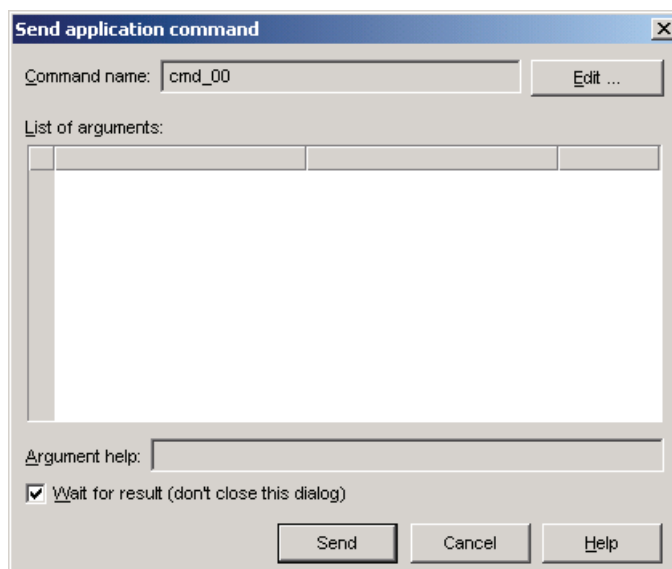 Send application command
Command name: cmd_00 Edit ...
List of arguments:
Argument help:
Wait for result (don't close this dialog)
Send Cancel Help